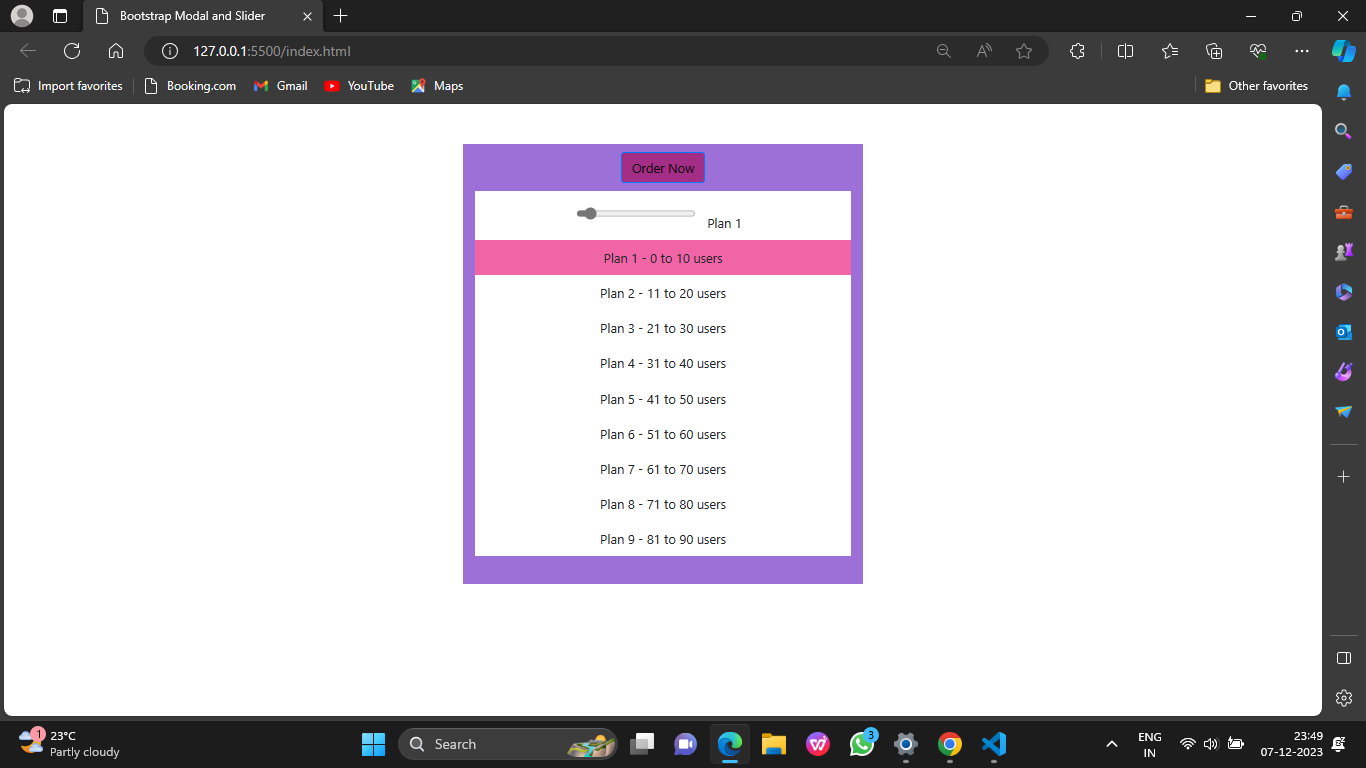 Bootstrap Modal and Slider
127.0.0.1:5500/index.html
Import favorites
Booking.com
Gmail
YouTube
Maps
Other favorites
Order Now
Plan 1
Plan 1 - 0 to 10 users
Plan 2 - 11 to 20 users
Plan 3 - 21 to 30 users
Plan 4 - 31 to 40 users
Plan 5 - 41 to 50 users
Plan 6 - 51 to 60 users
Plan 7 - 61 to 70 users
Plan 8 - 71 to 80 users
Plan 9 - 81 to 90 users
1
23°C
Partly cloudy
Search
3
ENG
IN
23:49
07-12-2023